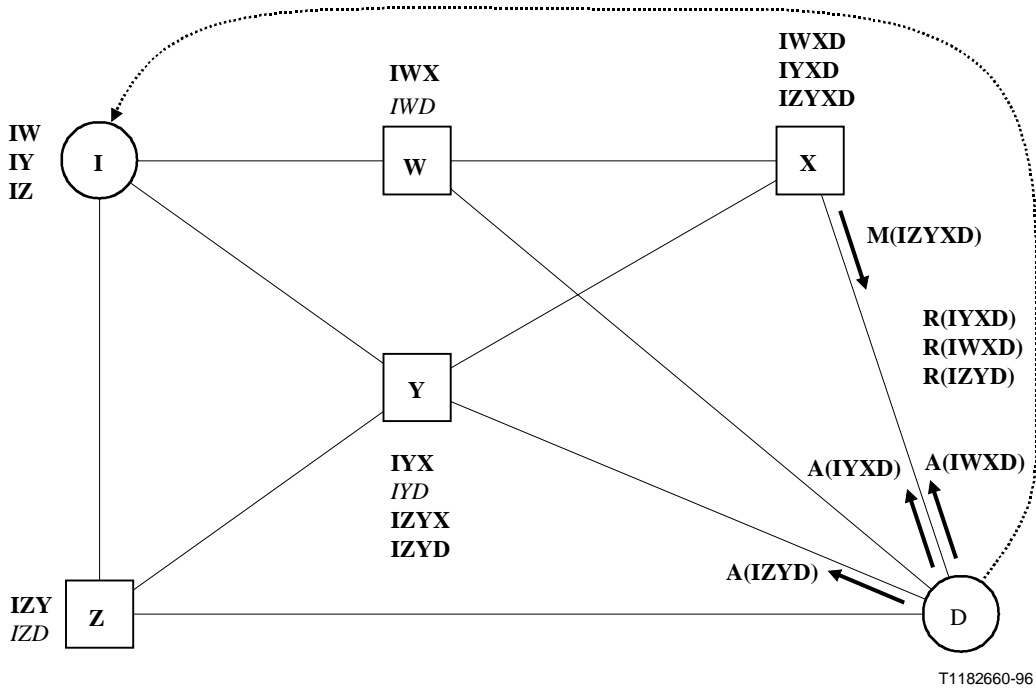 IWXD
IYXD
IZYXD
IWX
IWD
IW
IY
IZ
I
W
X
M(IZYXD)
R(IYXD)
R(IWXD)
R(IZYD)
Y
IYX
IYD
IZYX
IZYD
A(IYXD)
A(IWXD)
A(IZYD)
IZY
IZD
Z
D
T1182660-96